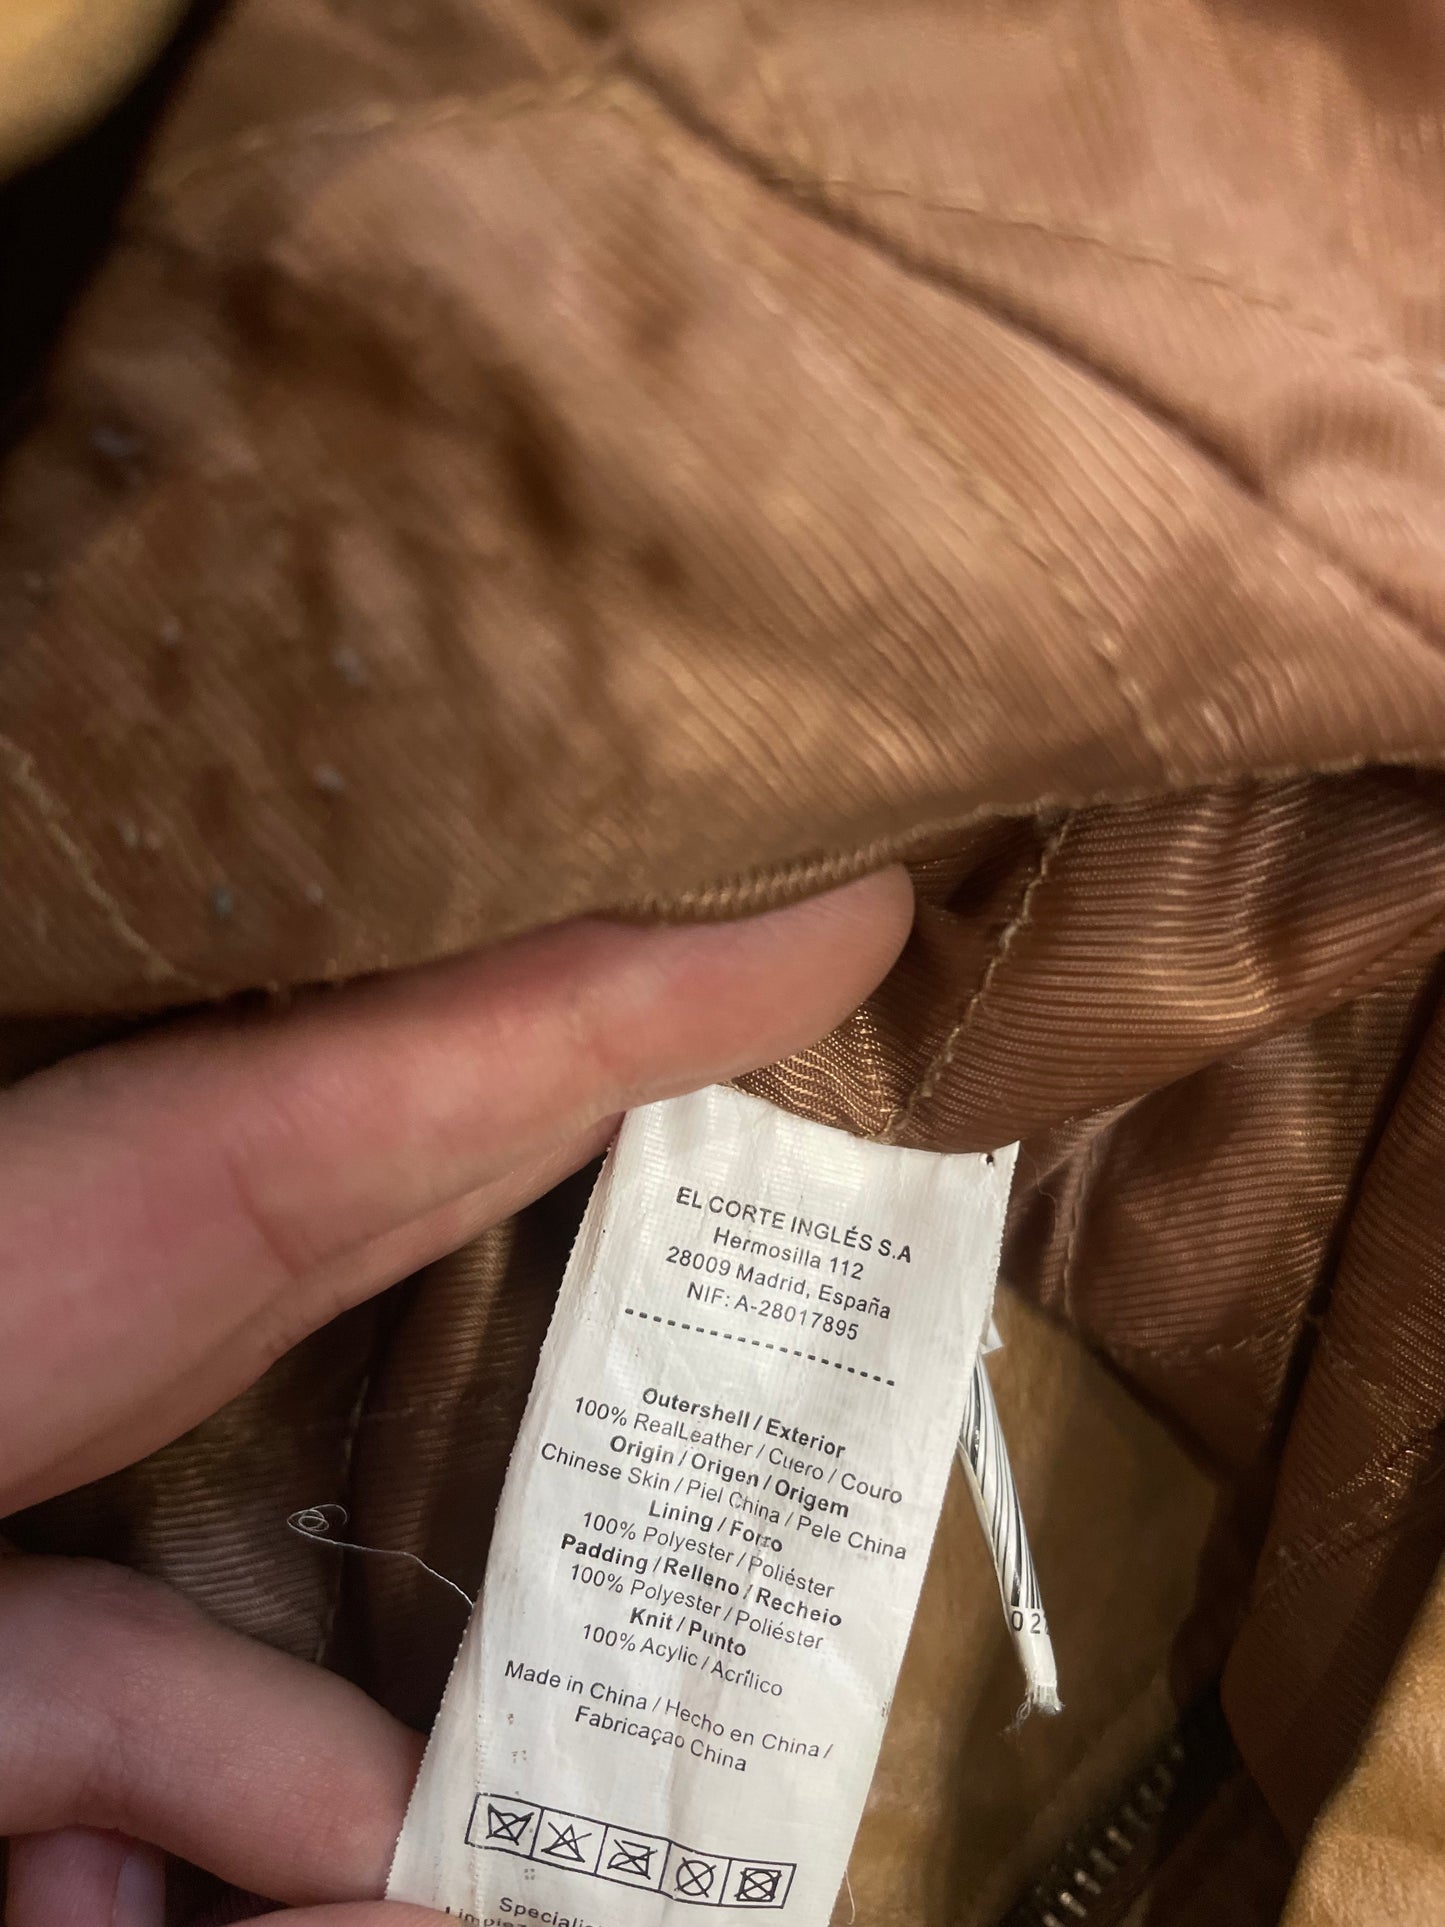 EL CORTE INGLÉS S.A
Hermosilla 112
28009 Madrid, España
NIF: A-28017895
Outershell / Exterior
100% RealLeather / Cuero / Couro
Origin / Origen / Origem
Chinese Skin / Piel China / Pele China
Lining / Forro
100% Polyester / Poliéster
Padding / Relleno / Recheio
100% Polyester / Poliéster
Knit / Punto
100% Acylic / Acrílico
Made in China / Hecho en China /
Fabricaçao China